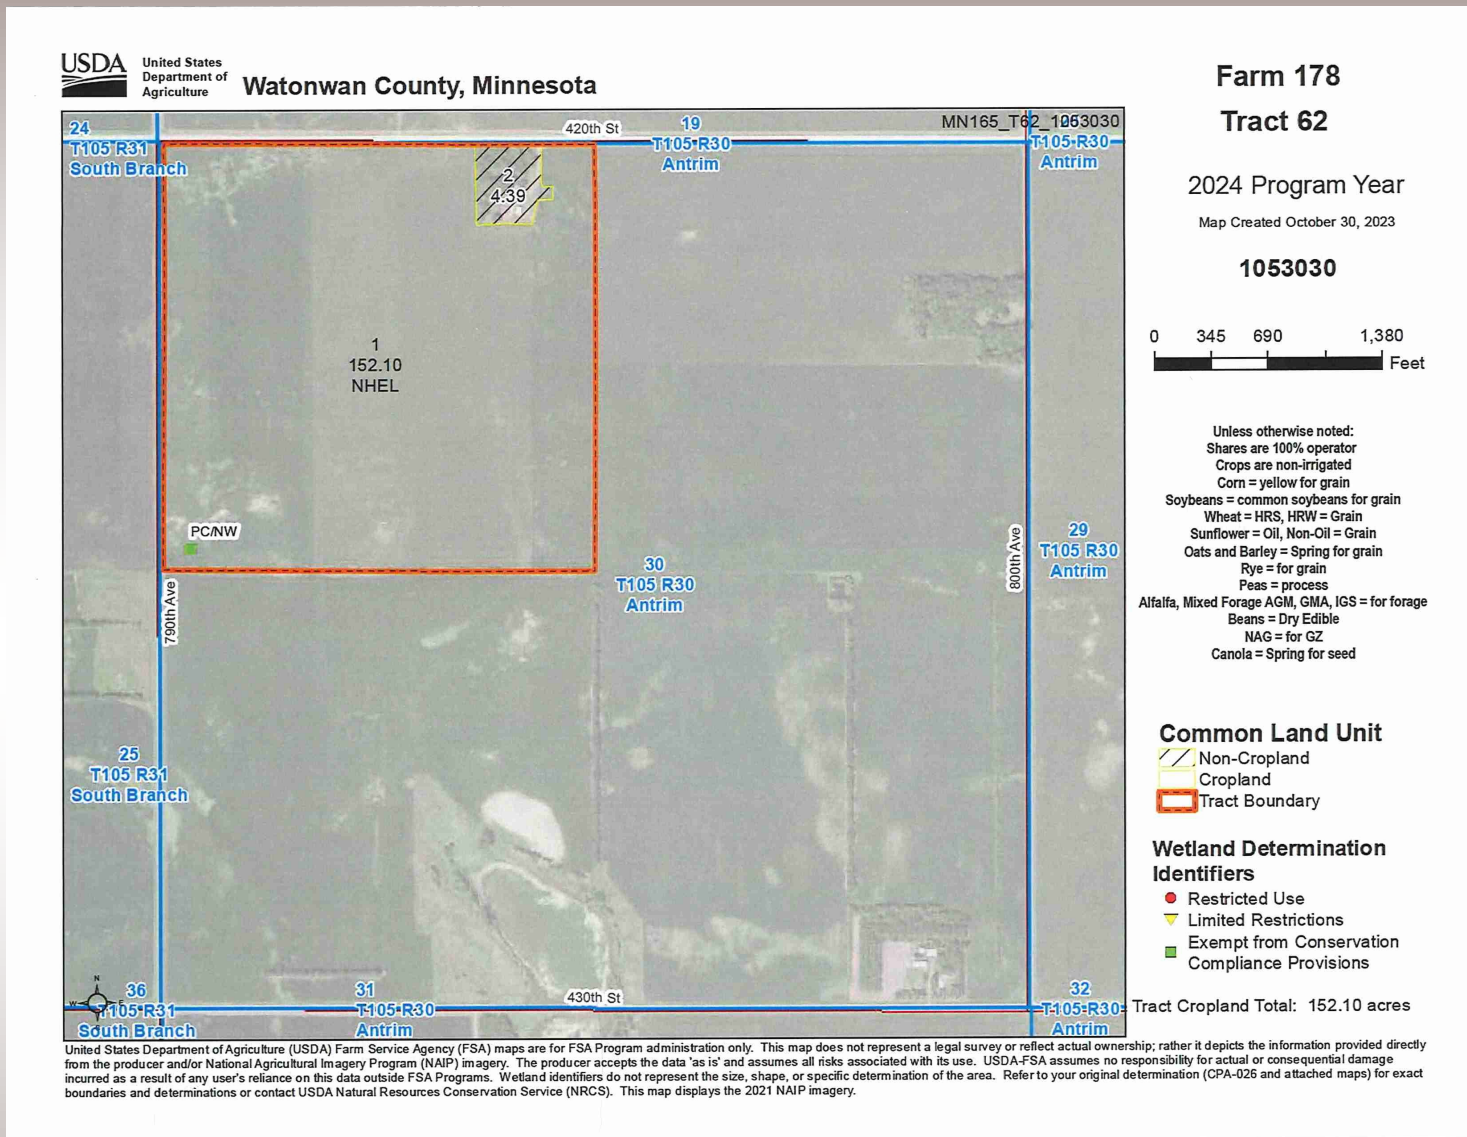 USDA
United States
Department of
Agriculture
Watonwan County, Minnesota
Farm 178
Tract 62
2024 Program Year
Map Created October 30, 2023
1053030
0 345 690 1,380
Feet
Unless otherwise noted:
Shares are 100% operator
Crops are non-irrigated
Corn = yellow for grain
Soybeans = common soybeans for grain
Wheat = HRS, HRW = Grain
Sunflower = Oil, Non-Oil = Grain
Oats and Barley = Spring for grain
Rye = for grain
Peas = process
Alfalfa, Mixed Forage AGM, GMA, IGS = for forage
Beans = Dry Edible
NAG = for GZ
Canola = Spring for seed
Common Land Unit
Non-Cropland
Cropland
Tract Boundary
Wetland Determination
Identifiers
Restricted Use
Limited Restrictions
Exempt from Conservation
Compliance Provisions
Tract Cropland Total: 152.10 acres
24
T105 R31
South Branch
420th St
19
T105 R30
Antrim
MN165_T62_1053030
T105 R30
Antrim
2
4.39
1
152.10
NHEL
PC/NW
790th Ave
30
T105 R30
Antrim
800th Ave
29
T105 R30
Antrim
25
T105 R31
South Branch
N
W
E
36
T105 R31
South Branch
31
T105 R30
Antrim
430th St
32
T105 R30
Antrim
United States Department of Agriculture (USDA) Farm Service Agency (FSA) maps are for FSA Program administration only. This map does not represent a legal survey or reflect actual ownership; rather it depicts the information provided directly
from the producer and/or National Agricultural Imagery Program (NAIP) imagery. The producer accepts the data 'as is' and assumes all risks associated with its use. USDA-FSA assumes no responsibility for actual or consequential damage
incurred as a result of any user's reliance on this data outside FSA Programs. Wetland identifiers do not represent the size, shape, or specific determination of the area. Refer to your original determination (CPA-026 and attached maps) for exact
boundaries and determinations or contact USDA Natural Resources Conservation Service (NRCS). This map displays the 2021 NAIP imagery.